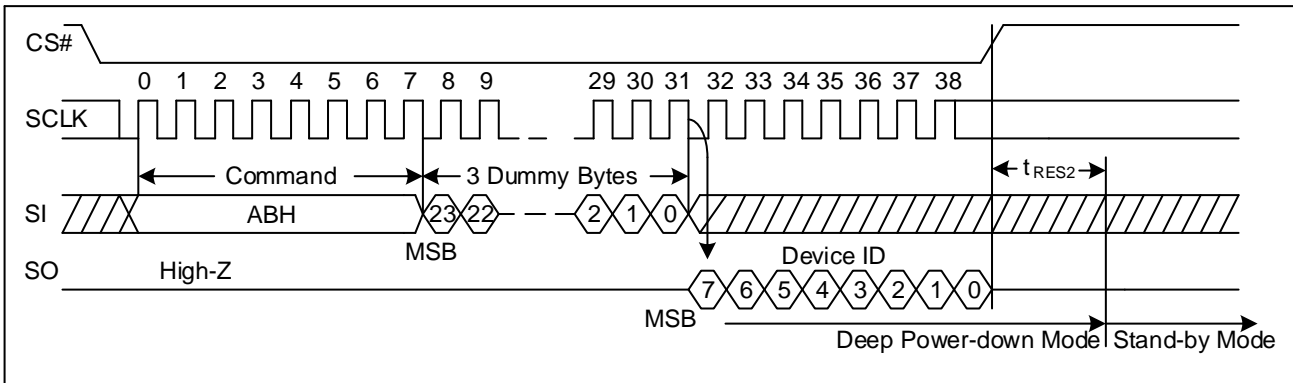 CS#
0 1 2 3 4 5 6 7 8 9 29 30 31 32 33 34 35 36 37 38
SCLK
Command 3 Dummy Bytes tRES2
SI ABH 23 22 2 1 0
MSB
SO High-Z Device ID
7 6 5 4 3 2 1 0
MSB
Deep Power-down Mode Stand-by Mode